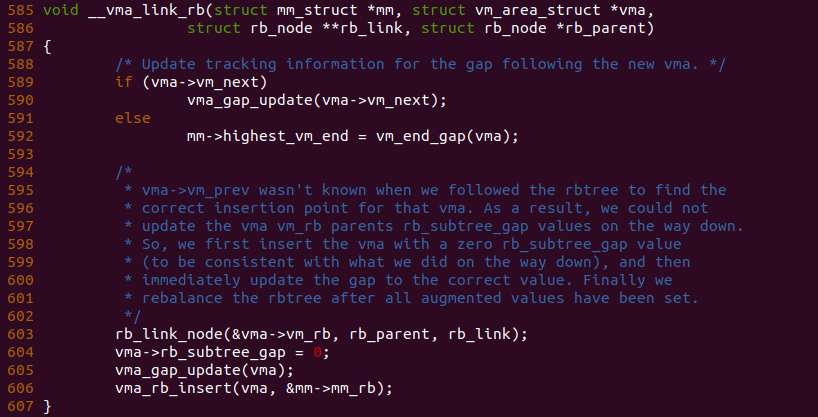 585 void __vma_link_rb(struct mm_struct *mm, struct vm_area_struct *vma,
586                 struct rb_node **rb_link, struct rb_node *rb_parent)
587 {
588         /* Update tracking information for the gap following the new vma. */
589         if (vma->vm_next)
590                 vma_gap_update(vma->vm_next);
591         else
592                 mm->highest_vm_end = vm_end_gap(vma);
593
594         /*
595          * vma->vm_prev wasn't known when we followed the rbtree to find the
596          * correct insertion point for that vma. As a result, we could not
597          * update the vma vm_rb parents rb_subtree_gap values on the way down.
598          * So, we first insert the vma with a zero rb_subtree_gap value
599          * (to be consistent with what we did on the way down), and then
600          * immediately update the gap to the correct value. Finally we
601          * rebalance the rbtree after all augmented values have been set.
602          */
603         rb_link_node(&vma->vm_rb, rb_parent, rb_link);
604         vma->rb_subtree_gap = 0;
605         vma_gap_update(vma);
606         vma_rb_insert(vma, &mm->mm_rb);
607 }